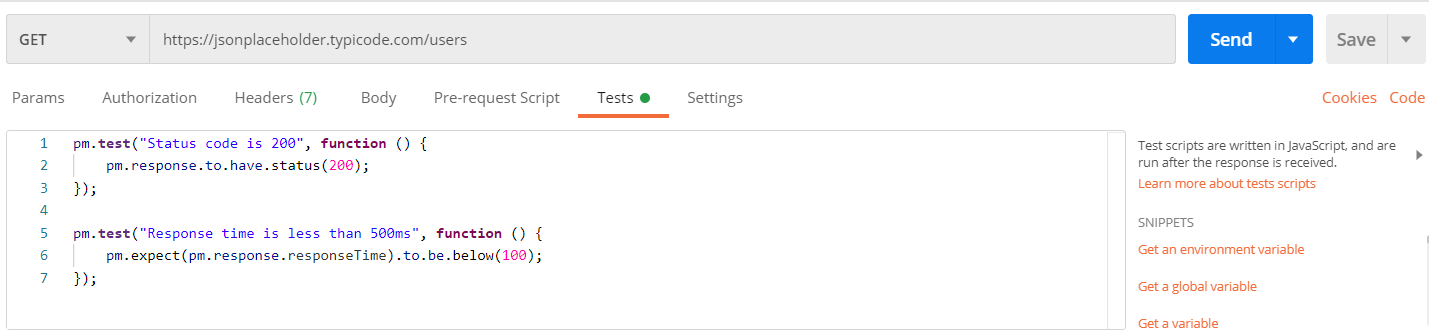 GET https://jsonplaceholder.typicode.com/users Send Save
Params Authorization Headers (7) Body Pre-request Script Tests Settings Cookies Code
1 pm.test("Status code is 200", function () {
2 pm.response.to.have.status(200);
3 });
4
5 pm.test("Response time is less than 500ms", function () {
6 pm.expect(pm.response.responseTime).to.be.below(100);
7 });
Test scripts are written in JavaScript, and are
run after the response is received.
Learn more about tests scripts
SNIPPETS
Get an environment variable
Get a global variable
Get a variable